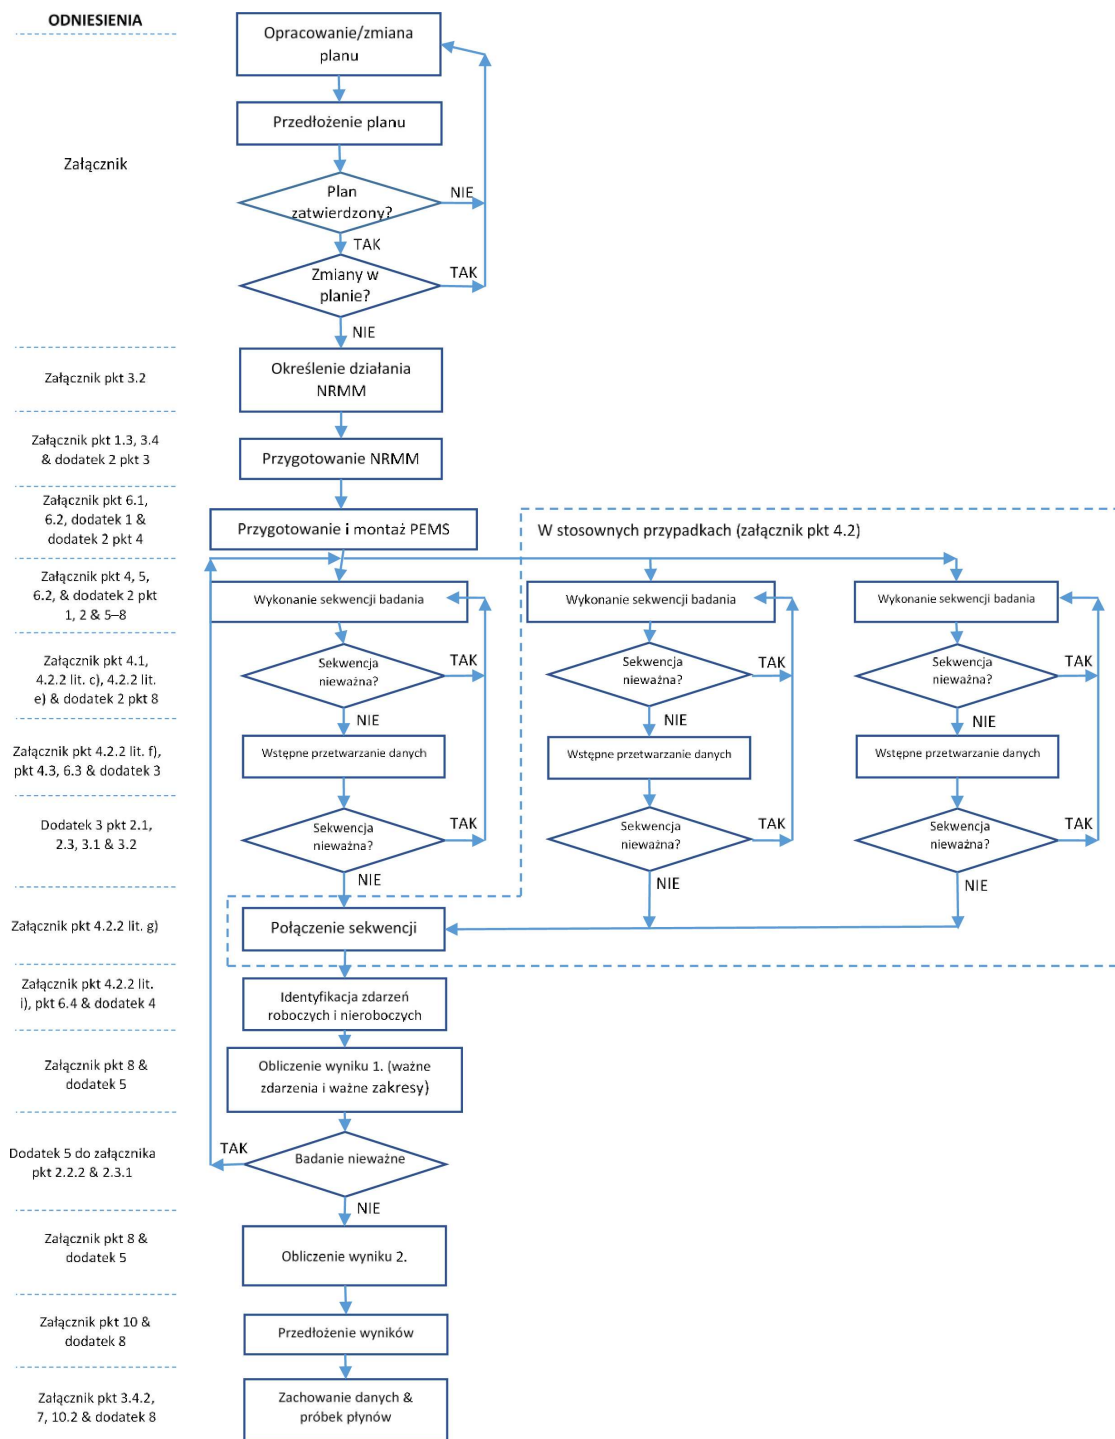 ODNIESIENIA
Opracowanie/zmiana
planu
Przedłożenie planu
Załącznik
Plan
zatwierdzony?
NIE
TAK
Zmiany w
planie?
TAK
NIE
Załącznik pkt 3.2
Określenie działania
NRMM
Załącznik pkt 1.3, 3.4
& dodatek 2 pkt 3
Przygotowanie NRMM
Załącznik pkt 6.1,
6.2, dodatek 1 &
dodatek 2 pkt 4
Przygotowanie i montaż PEMS
W stosownych przypadkach (załącznik pkt 4.2)
Załącznik pkt 4, 5,
6.2, & dodatek 2 pkt
1, 2 & 5–8
Wykonanie sekwencji badania
Wykonanie sekwencji badania
Wykonanie sekwencji badania
Załącznik pkt 4.1,
4.2.2 lit. c), 4.2.2 lit.
e) & dodatek 2 pkt 8
Sekwencja
nieważna?
TAK
NIE
Sekwencja
nieważna?
TAK
NIE
Sekwencja
nieważna?
TAK
NIE
Załącznik pkt 4.2.2 lit. f),
pkt 4.3, 6.3 & dodatek 3
Wstępne przetwarzanie danych
Wstępne przetwarzanie danych
Wstępne przetwarzanie danych
Dodatek 3 pkt 2.1,
2.3, 3.1 & 3.2
Sekwencja
nieważna?
TAK
NIE
Sekwencja
nieważna?
TAK
NIE
Sekwencja
nieważna?
TAK
NIE
Załącznik pkt 4.2.2 lit. g)
Połączenie sekwencji
Załącznik pkt 4.2.2 lit.
i), pkt 6.4 & dodatek 4
Identyfikacja zdarzeń
roboczych i nieroboczych
Załącznik pkt 8 &
dodatek 5
Obliczenie wyniku 1. (ważne
zdarzenia i ważne zakresy)
Dodatek 5 do załącznika
pkt 2.2.2 & 2.3.1
TAK
Badanie nieważne
NIE
Załącznik pkt 8 &
dodatek 5
Obliczenie wyniku 2.
Załącznik pkt 10 &
dodatek 8
Przedłożenie wyników
Załącznik pkt 3.4.2,
7, 10.2 & dodatek 8
Zachowanie danych &
próbek płynów